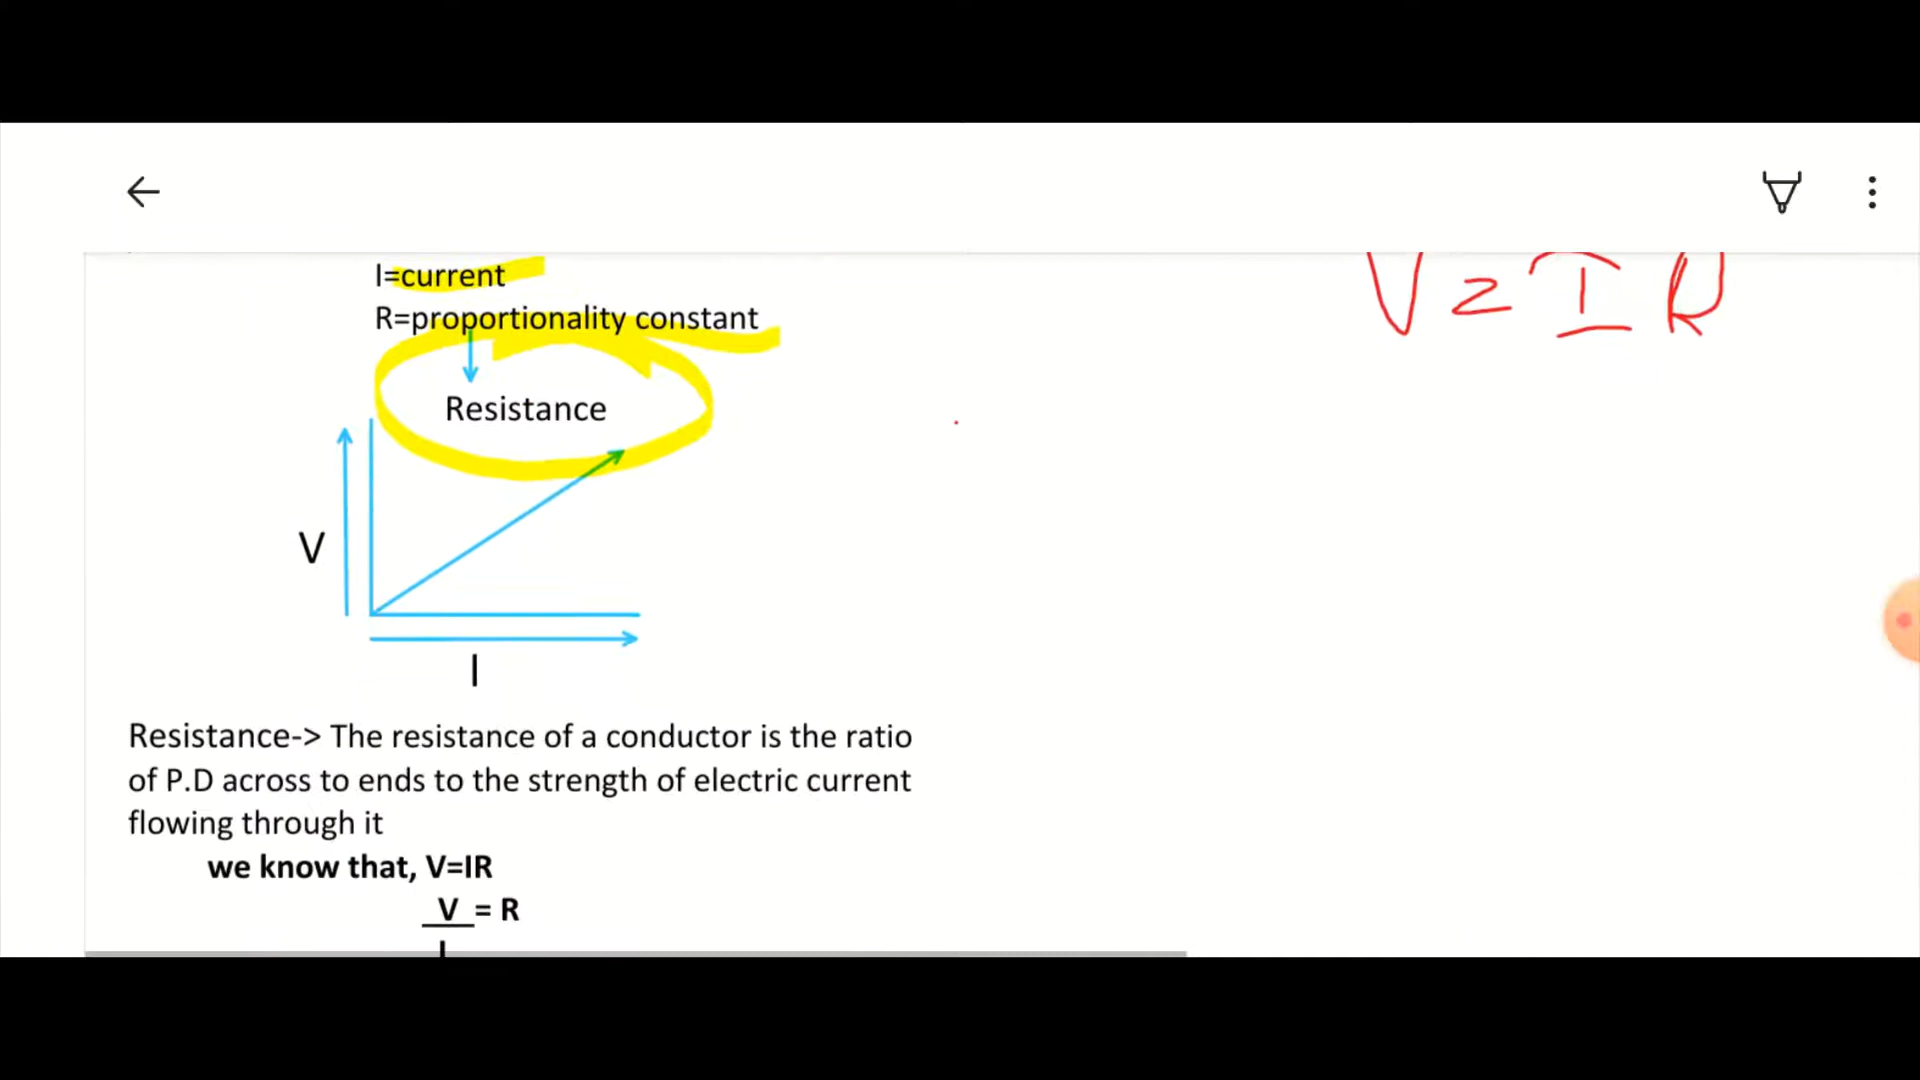 I=current
R=proportionality constant
Resistance
V = I R
V
I
Resistance-> The resistance of a conductor is the ratio
of P.D across to ends to the strength of electric current
flowing through it
we know that, V=IR
V = R
I